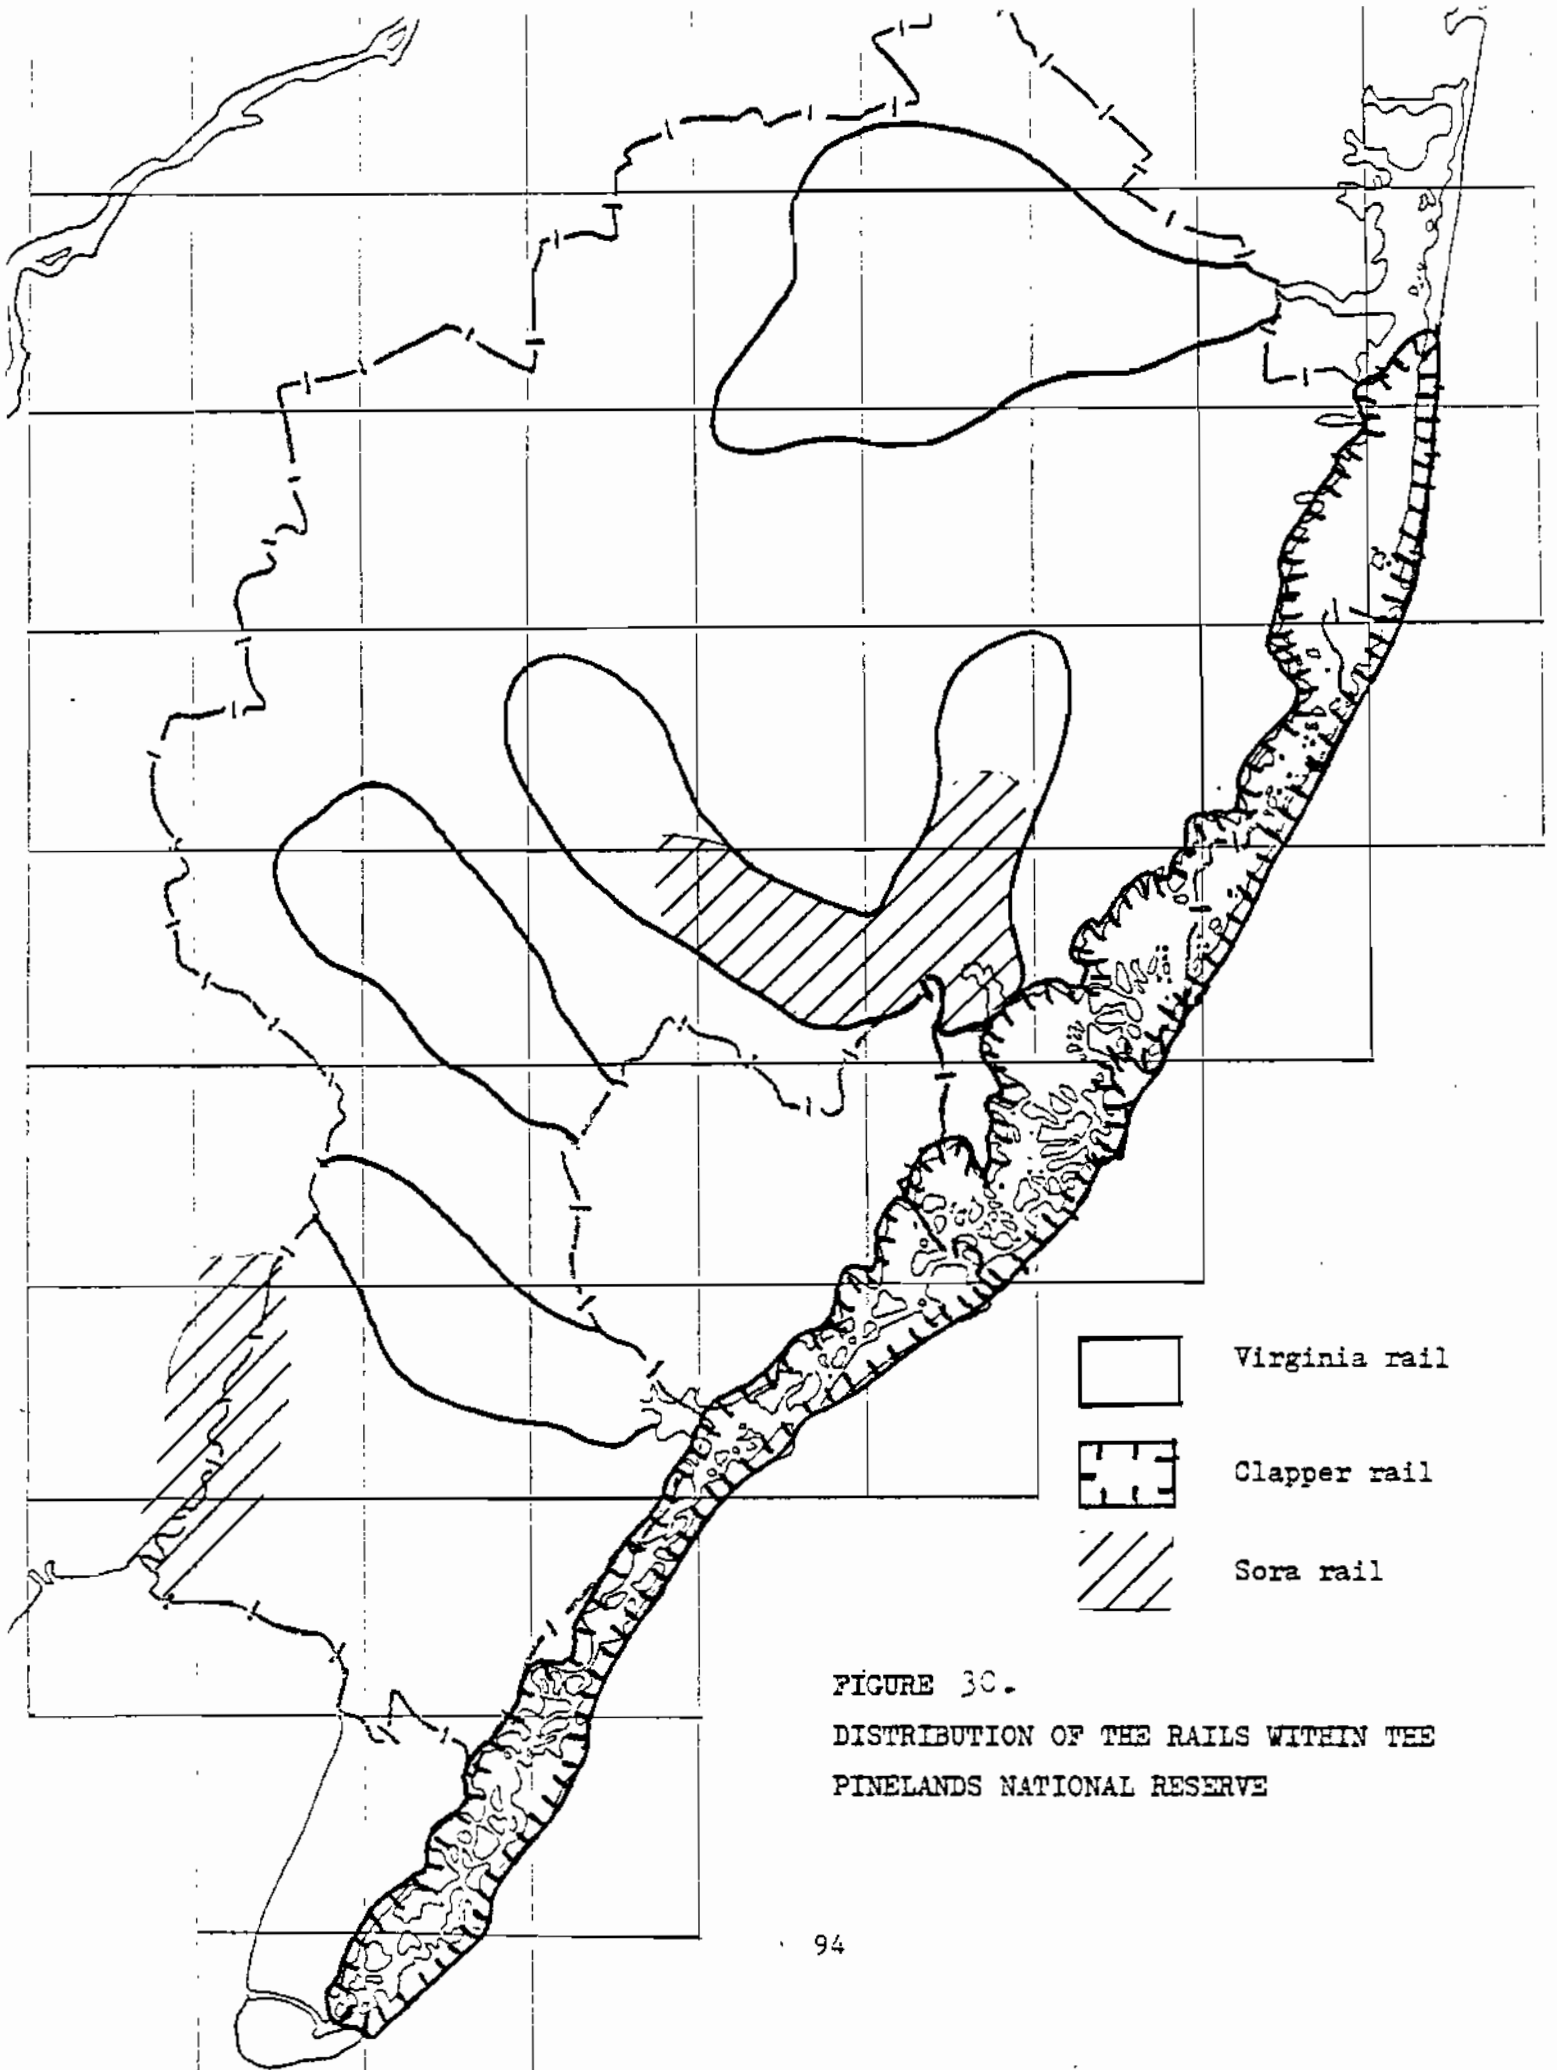 Virginia rail
Clapper rail
Sora rail
FIGURE 30.
DISTRIBUTION OF THE RAILS WITHIN THE
PINELANDS NATIONAL RESERVE
94